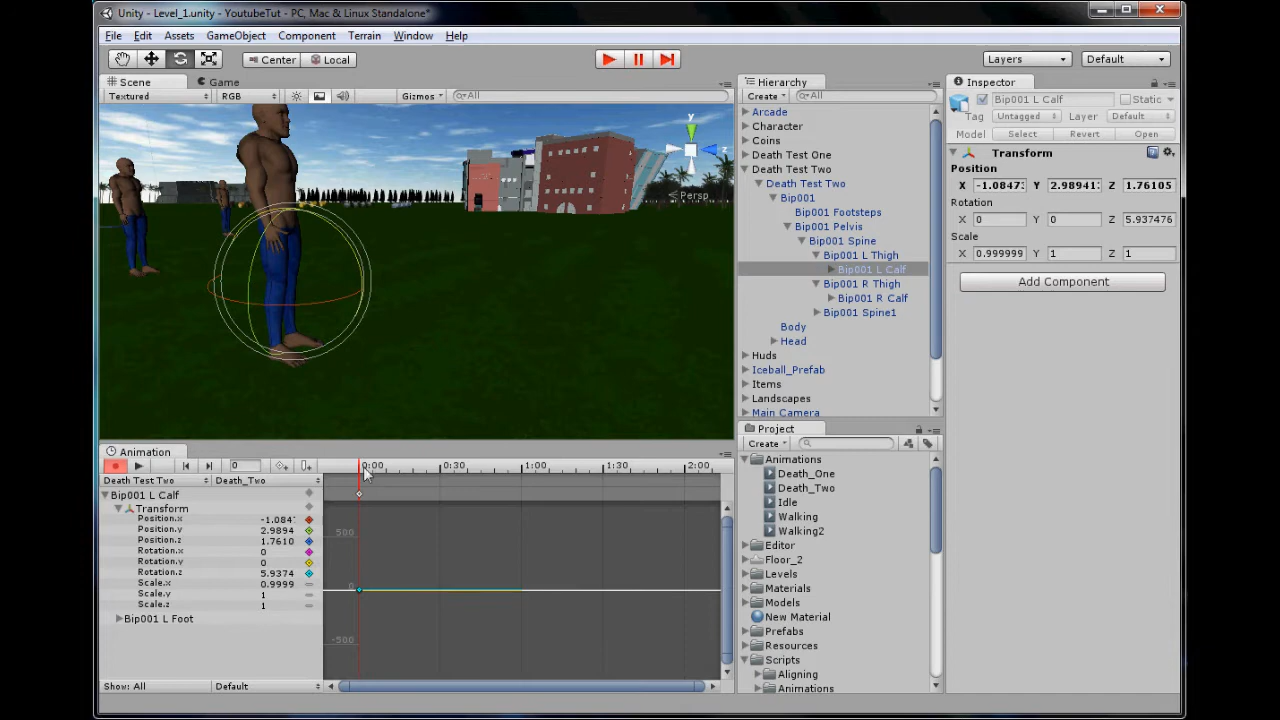 Unity - Level_1.unity - YoutubeTut - PC, Mac & Linux Standalone*
File Edit Assets GameObject Component Terrain Window Help
Center Local Layers Default
Scene Game
Textured RGB Gizmos All
y
z
Persp
Hierarchy
Create All
Arcade
Character
Coins
Death Test One
Death Test Two
Death Test Two
Bip001
Bip001 Footsteps
Bip001 Pelvis
Bip001 Spine
Bip001 L Thigh
Bip001 L Calf
Bip001 R Thigh
Bip001 R Calf
Bip001 Spine1
Body
Head
Huds
Iceball_Prefab
Items
Landscapes
Main Camera
Inspector
Bip001 L Calf Static
Tag Untagged Layer Default
Model Select Revert Open
Transform
Position
X -1.0847: Y 2.98941: Z 1.76105
Rotation
X 0 Y 0 Z 5.937476
Scale
X 0.999999 Y 1 Z 1
Add Component
Project
Create
Animations
Death_One
Death_Two
Idle
Walking
Walking2
Editor
Floor_2
Levels
Materials
Models
New Material
Prefabs
Resources
Scripts
Aligning
Animations
Animation
0 0:00 0:30 1:00 1:30 2:00
Death Test Two Death_Two
Bip001 L Calf
Transform
Position.x -1.084:
Position.y 2.9894
Position.z 1.7610
Rotation.x 0
Rotation.y 0
Rotation.z 5.9374
Scale.x 0.9999
Scale.y 1
Scale.z 1
Bip001 L Foot
0
Show: All Default